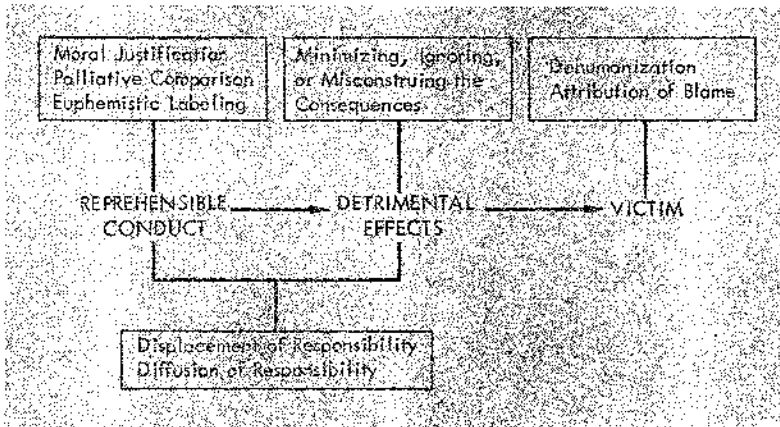 Moral Justification
Palliative Comparison
Euphemistic Labeling
Minimizing, Ignoring,
or Misconstruing the
Consequences
Dehumanization
Attribution of Blame
REPREHENSIBLE
CONDUCT
DETRIMENTAL
EFFECTS
VICTIM
Displacement of Responsibility
Diffusion of Responsibility